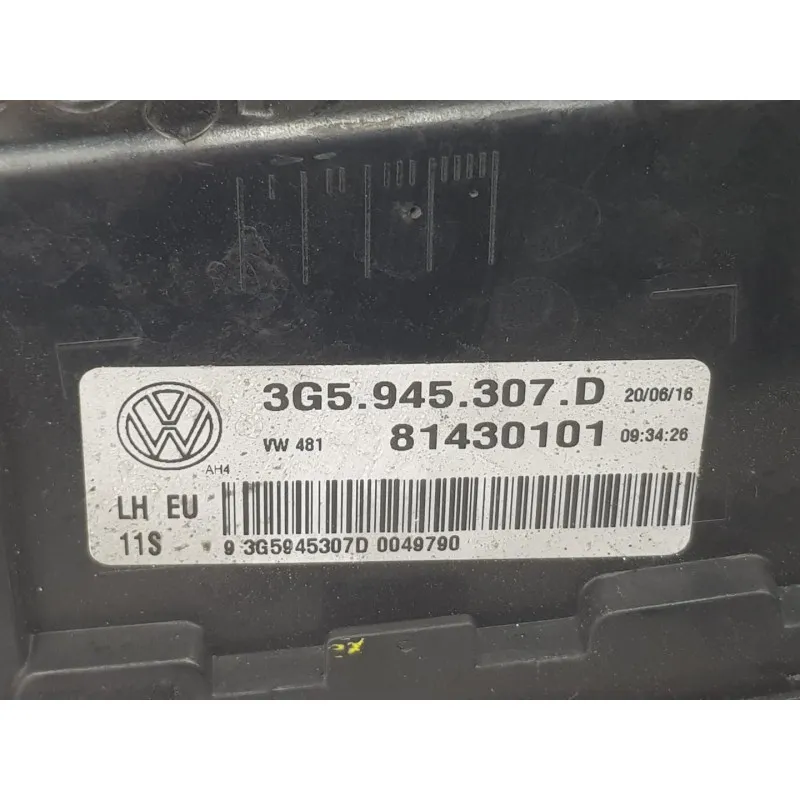 3G5.945.307.D 20/06/16
VW 481 81430101 09:34:26
AH4
LH EU
11S 9 3G5945307D 0049790